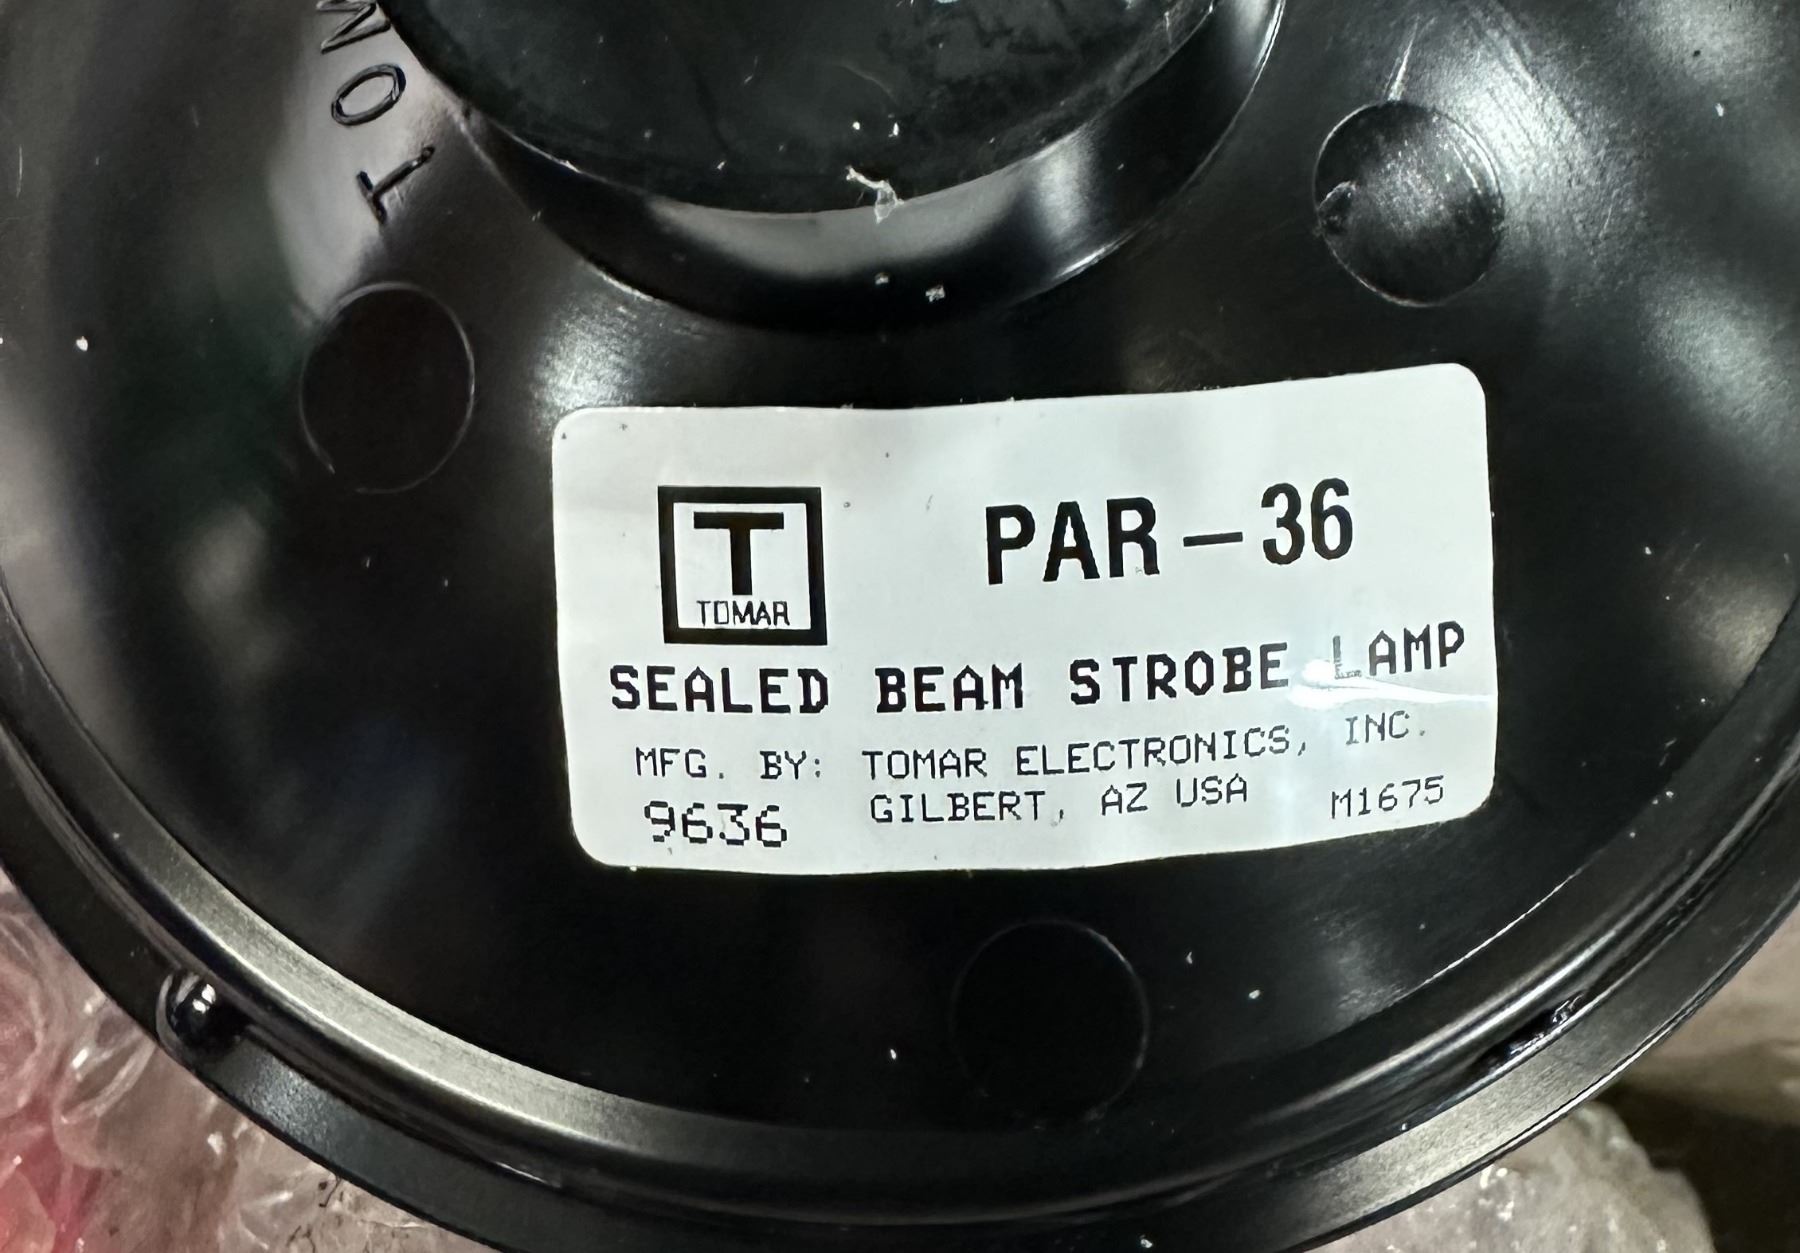 TOM
T
TOMAR
PAR-36
SEALED BEAM STROBE LAMP
MFG. BY: TOMAR ELECTRONICS, INC.
GILBERT, AZ USA
9636
M1675